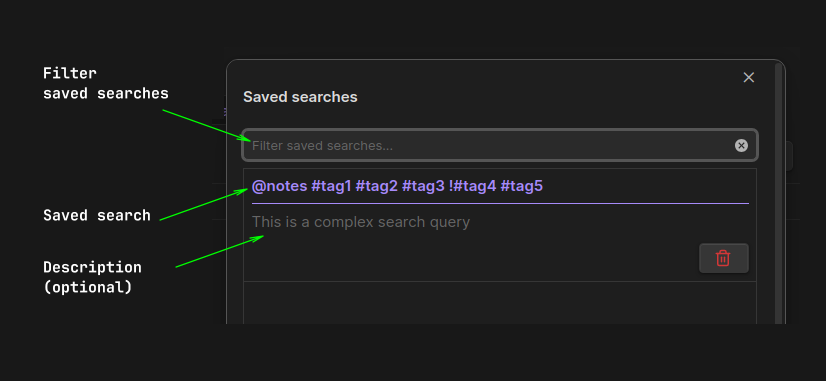 Filter
saved searches
Saved searches
Filter saved searches...
@notes #tag1 #tag2 #tag3 !#tag4 #tag5
Saved search
This is a complex search query
Description
(optional)